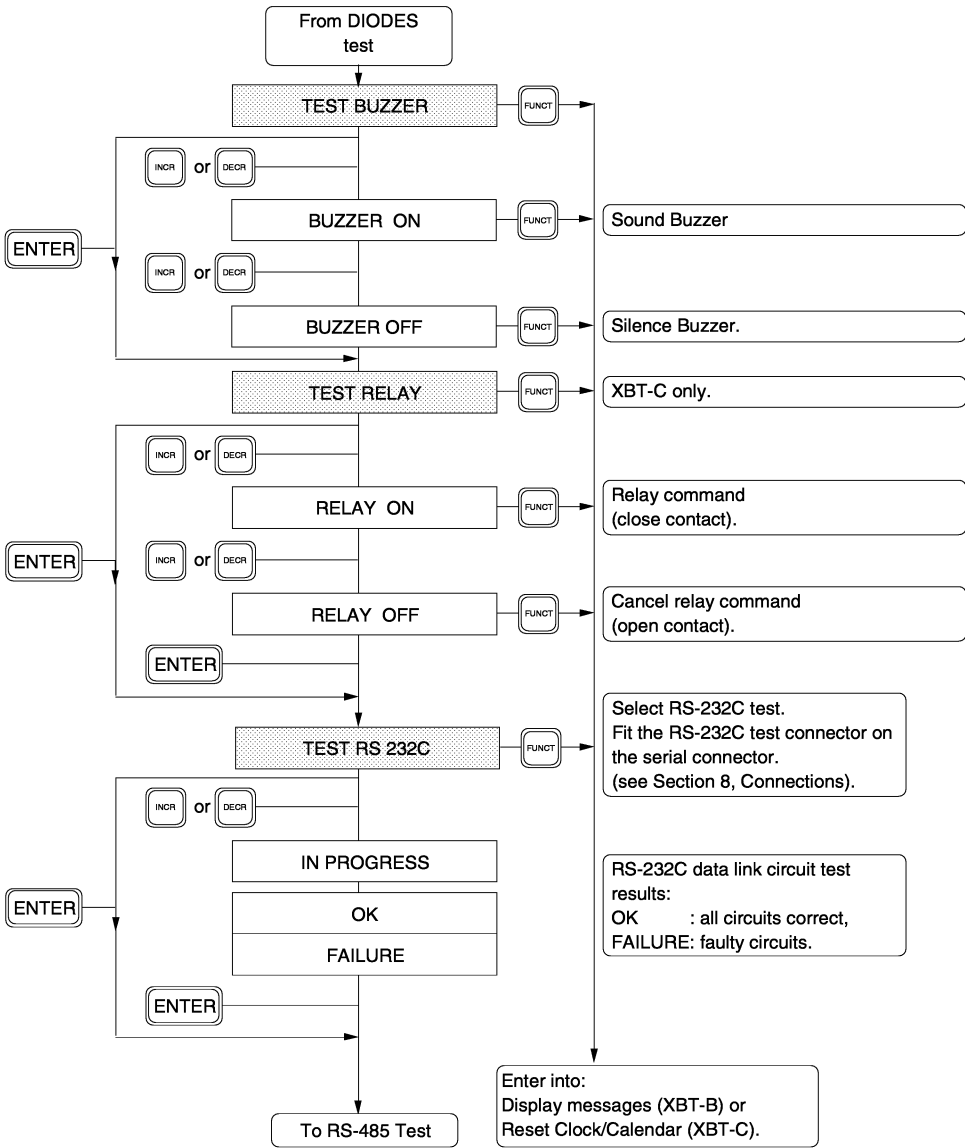 From DIODES
test
TEST BUZZER
FUNCT
INCR or DECR
BUZZER ON
FUNCT
Sound Buzzer
ENTER
INCR or DECR
BUZZER OFF
FUNCT
Silence Buzzer.
TEST RELAY
FUNCT
XBT-C only.
INCR or DECR
RELAY ON
FUNCT
Relay command
(close contact).
ENTER
INCR or DECR
RELAY OFF
FUNCT
Cancel relay command
(open contact).
ENTER
TEST RS 232C
FUNCT
Select RS-232C test.
Fit the RS-232C test connector on
the serial connector.
(see Section 8, Connections).
INCR or DECR
IN PROGRESS
ENTER
OK
FAILURE
RS-232C data link circuit test
results:
OK : all circuits correct,
FAILURE: faulty circuits.
ENTER
To RS-485 Test
Enter into:
Display messages (XBT-B) or
Reset Clock/Calendar (XBT-C).